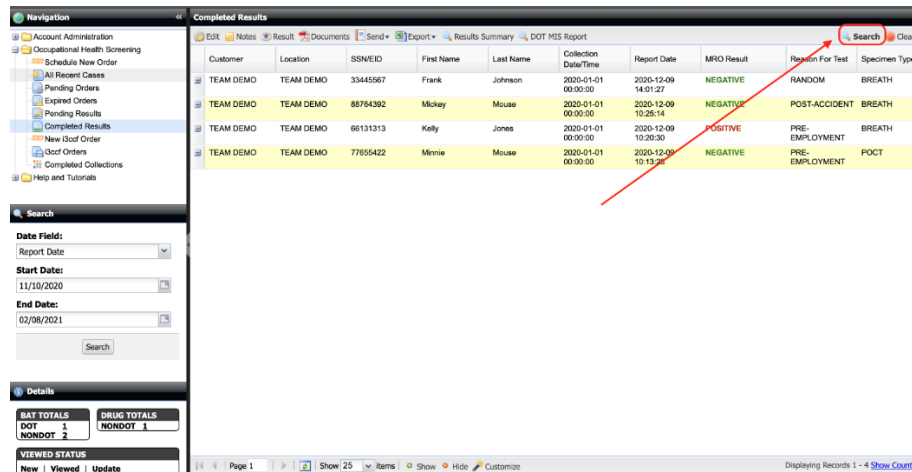 Navigation
Account Administration
Occupational Health Screening
Schedule New Order
All Recent Cases
Pending Orders
Expired Orders
Pending Results
Completed Results
New i3ccf Order
i3ccf Orders
Completed Collections
Help and Tutorials
Search
Date Field:
Report Date
Start Date:
11/10/2020
End Date:
02/08/2021
Search
Details
BAT TOTALS
DOT 1
NONDOT 2
DRUG TOTALS
NONDOT 1
VIEWED STATUS
New | Viewed | Update
Completed Results
Edit Notes Result Documents Send Export Results Summary DOT MIS Report Search Clea
Customer Location SSN/EID First Name Last Name Collection Date/Time Report Date MRO Result Reason For Test Specimen Type
TEAM DEMO TEAM DEMO 33445567 Frank Johnson 2020-01-01 00:00:00 2020-12-09 14:01:27 NEGATIVE RANDOM BREATH
TEAM DEMO TEAM DEMO 88764392 Mickey Mouse 2020-01-01 00:00:00 2020-12-09 10:25:14 NEGATIVE POST-ACCIDENT BREATH
TEAM DEMO TEAM DEMO 66131313 Kelly Jones 2020-01-01 00:00:00 2020-12-09 10:20:30 POSITIVE PRE-EMPLOYMENT BREATH
TEAM DEMO TEAM DEMO 77655422 Minnie Mouse 2020-01-01 00:00:00 2020-12-09 10:13:28 NEGATIVE PRE-EMPLOYMENT POCT
Page 1 Show 25 items Show Hide Customize Displaying Records 1 - 4 Show Count